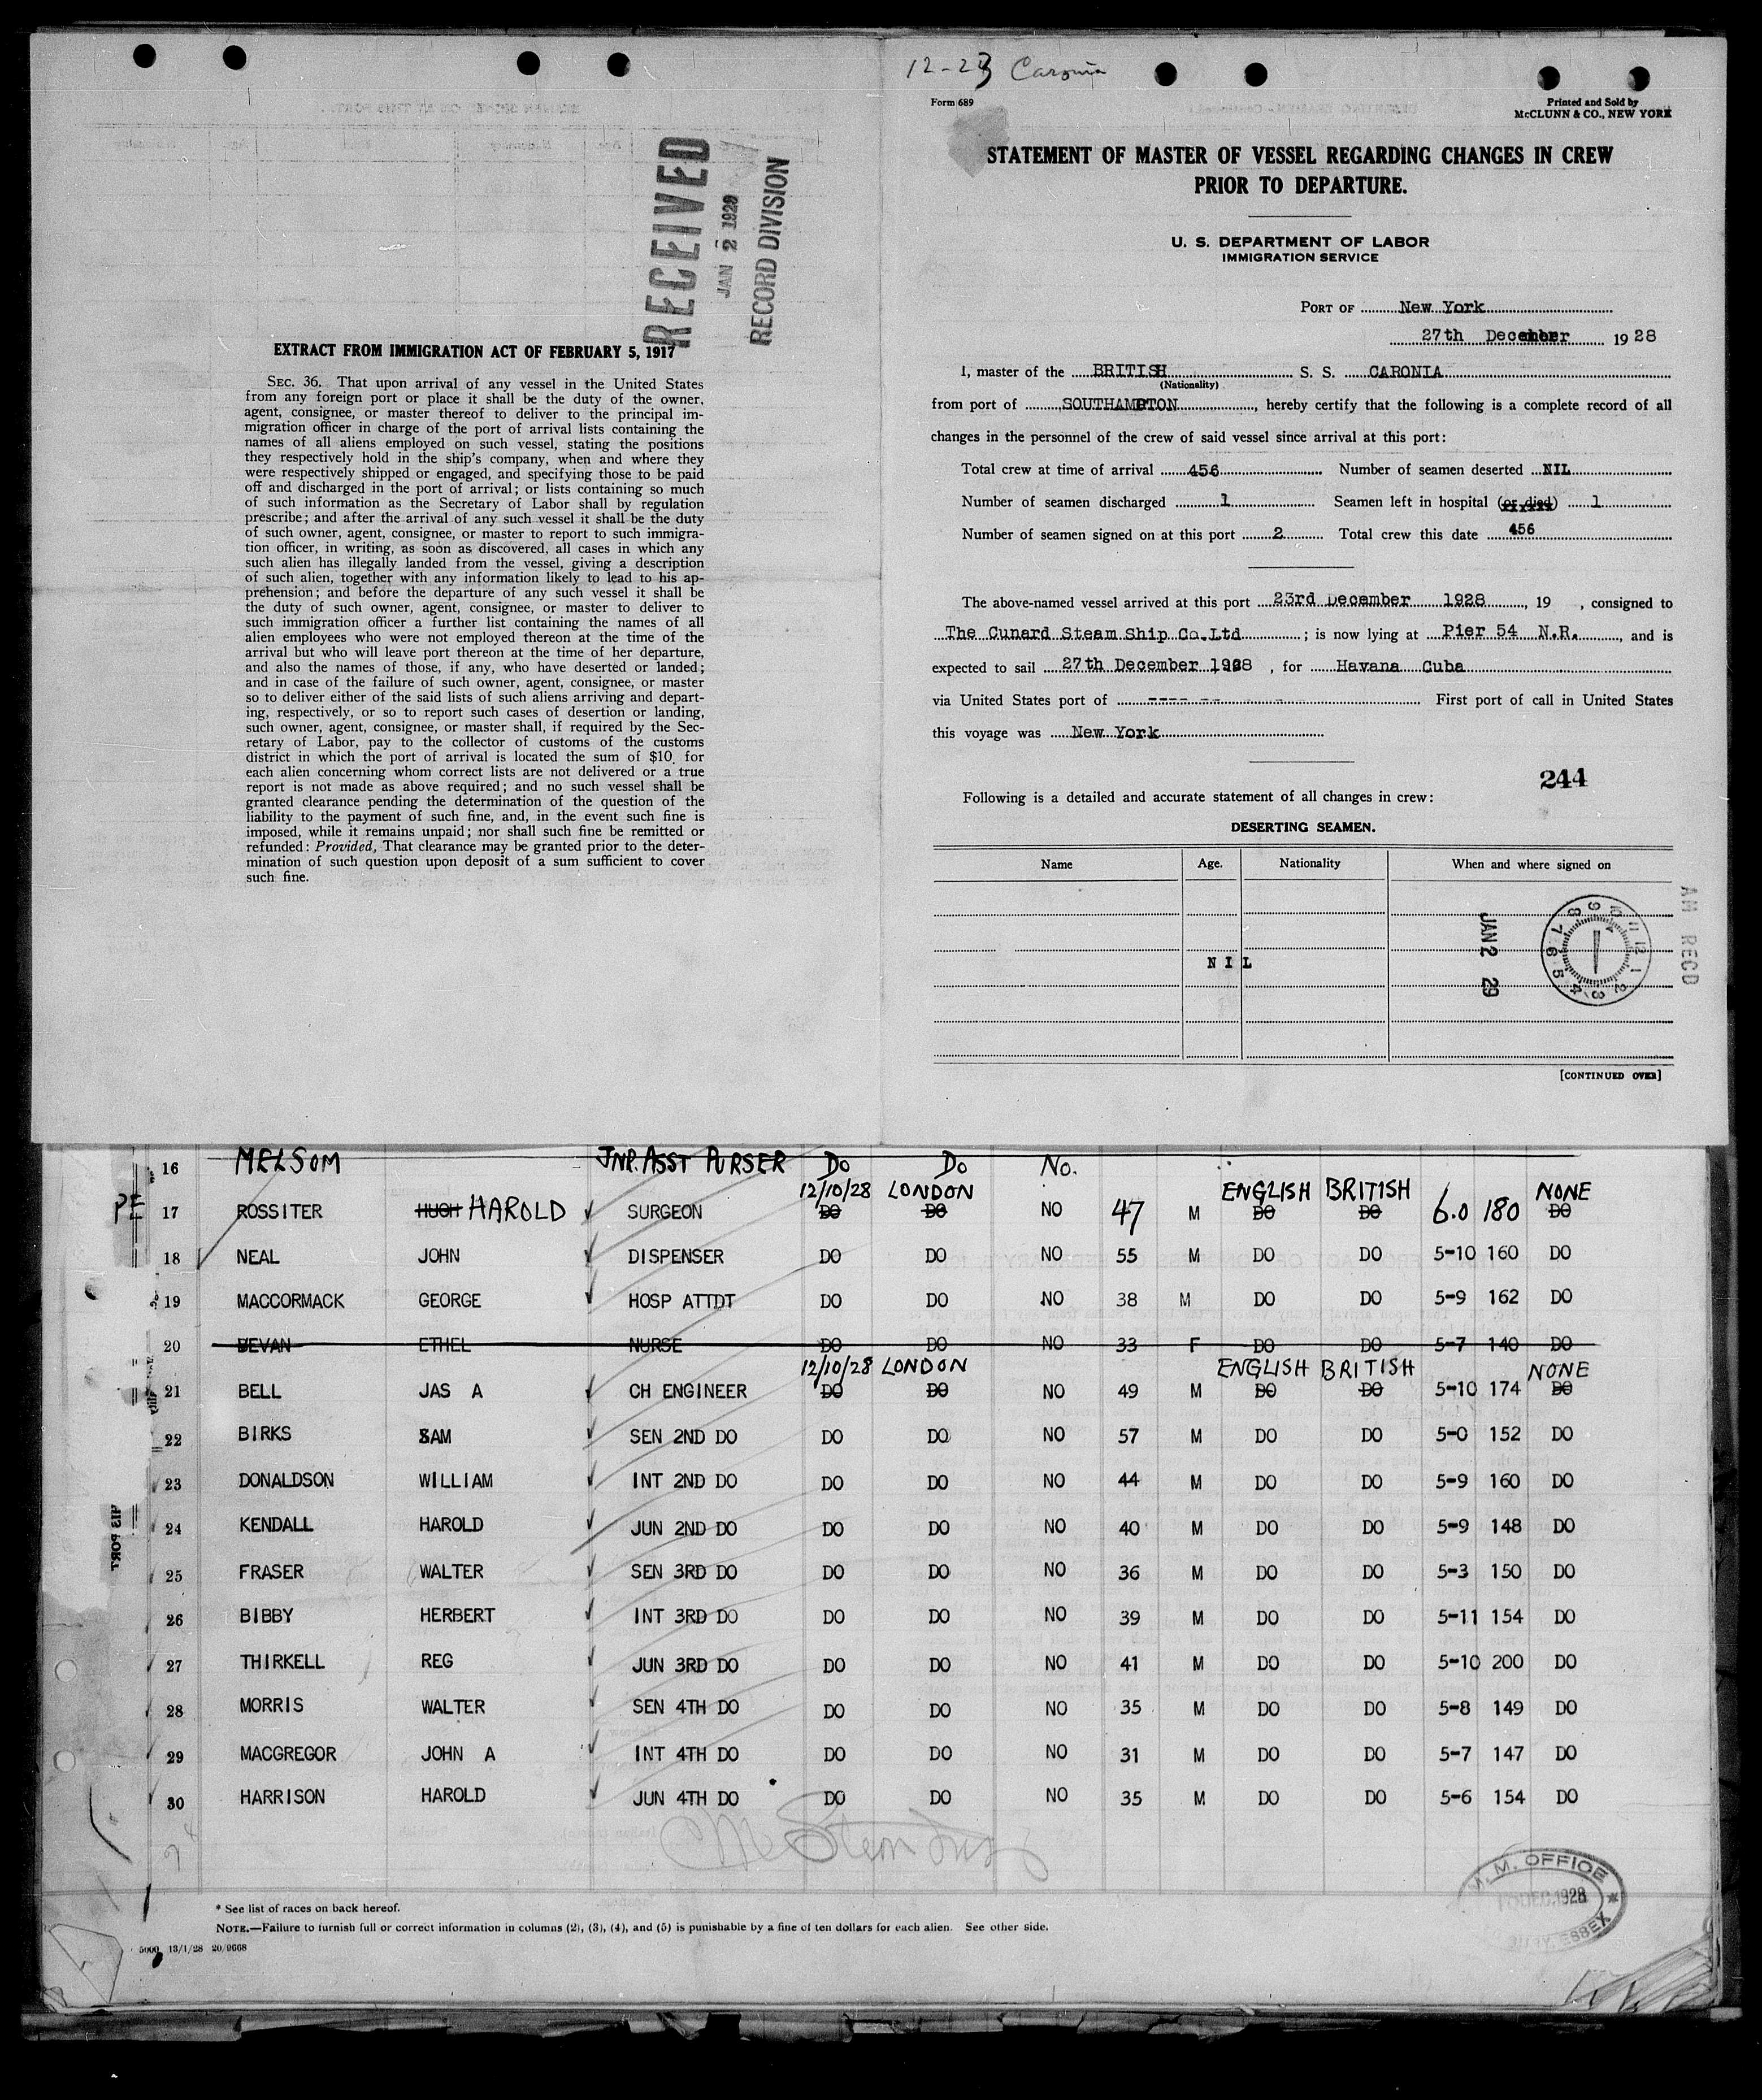 RECEIVED
JAN 2 1929
RECORD DIVISION
EXTRACT FROM IMMIGRATION ACT OF FEBRUARY 5, 1917
SEC. 36. That upon arrival of any vessel in the United States
from any foreign port or place it shall be the duty of the owner,
agent, consignee, or master thereof to deliver to the principal im-
migration officer in charge of the port of arrival lists containing the
names of all aliens employed on such vessel, stating the positions
they respectively hold in the ship's company, when and where they
were respectively shipped or engaged, and specifying those to be paid
off and discharged in the port of arrival; or lists containing so much
of such information as the Secretary of Labor shall by regulation
prescribe; and after the arrival of any such vessel it shall be the duty
of such owner, agent, consignee, or master to report to such immigra-
tion officer, in writing, as soon as discovered, all cases in which any
such alien has illegally landed from the vessel, giving a description
of such alien, together with any information likely to lead to his ap-
prehension; and before the departure of any such vessel it shall be
the duty of such owner, agent, consignee, or master to deliver to
such immigration officer a further list containing the names of all
alien employees who were not employed thereon at the time of the
arrival but who will leave port thereon at the time of her departure,
and also the names of those, if any, who have deserted or landed;
and in case of the failure of such owner, agent, consignee, or master
so to deliver either of the said lists of such aliens arriving and depart-
ing, respectively, or so to report such cases of desertion or landing,
such owner, agent, consignee, or master shall, if required by the Sec-
retary of Labor, pay to the collector of customs of the customs
district in which the port of arrival is located the sum of $10 for
each alien concerning whom correct lists are not delivered or a true
report is not made as above required; and no such vessel shall be
granted clearance pending the determination of the question of the
liability to the payment of such fine, and, in the event such fine is
imposed, while it remains unpaid; nor shall such fine be remitted or
refunded: Provided, That clearance may be granted prior to the deter-
mination of such question upon deposit of a sum sufficient to cover
such fine.
12-23 Caronia
Form 689
Printed and Sold by
McCLUNN & CO., NEW YORK
STATEMENT OF MASTER OF VESSEL REGARDING CHANGES IN CREW
PRIOR TO DEPARTURE.
U. S. DEPARTMENT OF LABOR
IMMIGRATION SERVICE
PORT OF New York
27th December 1928
I, master of the BRITISH S. S. CARONIA
(Nationality)
from port of SOUTHAMPTON, hereby certify that the following is a complete record of all
changes in the personnel of the crew of said vessel since arrival at this port:
Total crew at time of arrival 456 Number of seamen deserted NIL
Number of seamen discharged 1 Seamen left in hospital (or died) 1
Number of seamen signed on at this port 2 Total crew this date 456
The above-named vessel arrived at this port 23rd December 1928, 19 , consigned to
The Cunard Steam Ship Co.Ltd ; is now lying at Pier 54 N.R., and is
expected to sail 27th December 1928 , for Havana Cuba
via United States port of ---- -- First port of call in United States
this voyage was New York
244
Following is a detailed and accurate statement of all changes in crew:
DESERTING SEAMEN.
Name Age. Nationality When and where signed on
NIL
JAN 2 29
AM RECD
[CONTINUED OVER]
16 MELSOM JNR. ASST PURSER DO DO NO.
12/10/28 LONDON ENGLISH BRITISH NONE
PE 17 ROSSITER HUGH HAROLD SURGEON DO DO NO 47 M DO DO 6.0 180 DO
18 NEAL JOHN DISPENSER DO DO NO 55 M DO DO 5-10 160 DO
19 MACCORMACK GEORGE HOSP ATTDT DO DO NO 38 M DO DO 5-9 162 DO
20 BEVAN ETHEL NURSE DO DO NO 33 F DO DO 5-7 140 DO
12/10/28 LONDON ENGLISH BRITISH NONE
21 BELL JAS A CH ENGINEER DO DO NO 49 M DO DO 5-10 174 DO
22 BIRKS SAM SEN 2ND DO DO DO NO 57 M DO DO 5-0 152 DO
23 DONALDSON WILLIAM INT 2ND DO DO DO NO 44 M DO DO 5-9 160 DO
24 KENDALL HAROLD JUN 2ND DO DO DO NO 40 M DO DO 5-9 148 DO
25 FRASER WALTER SEN 3RD DO DO DO NO 36 M DO DO 5-3 150 DO
26 BIBBY HERBERT INT 3RD DO DO DO NO 39 M DO DO 5-11 154 DO
27 THIRKELL REG JUN 3RD DO DO DO NO 41 M DO DO 5-10 200 DO
28 MORRIS WALTER SEN 4TH DO DO DO NO 35 M DO DO 5-8 149 DO
29 MACGREGOR JOHN A INT 4TH DO DO DO NO 31 M DO DO 5-7 147 DO
30 HARRISON HAROLD JUN 4TH DO DO DO NO 35 M DO DO 5-6 154 DO
M. OFFICE
DEC.1928
ESSEX
* See list of races on back hereof.
NOTE.—Failure to furnish full or correct information in columns (2), (3), (4), and (5) is punishable by a fine of ten dollars for each alien. See other side.
5000 13/1/28 20/9668